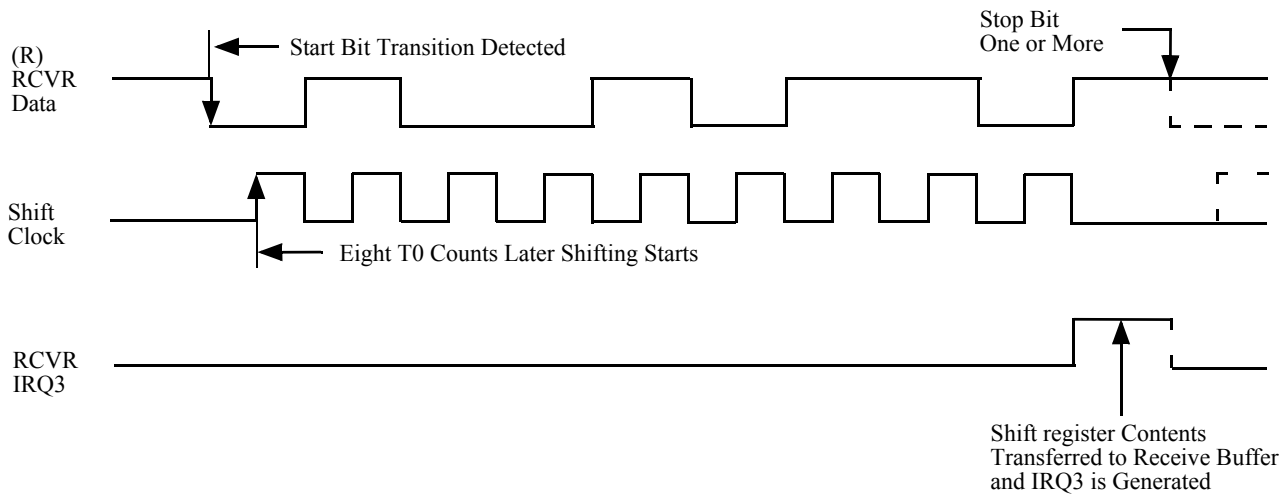 (R)
RCVR
Data
Start Bit Transition Detected
Stop Bit
One or More
Shift
Clock
Eight T0 Counts Later Shifting Starts
RCVR
IRQ3
Shift register Contents
Transferred to Receive Buffer
and IRQ3 is Generated